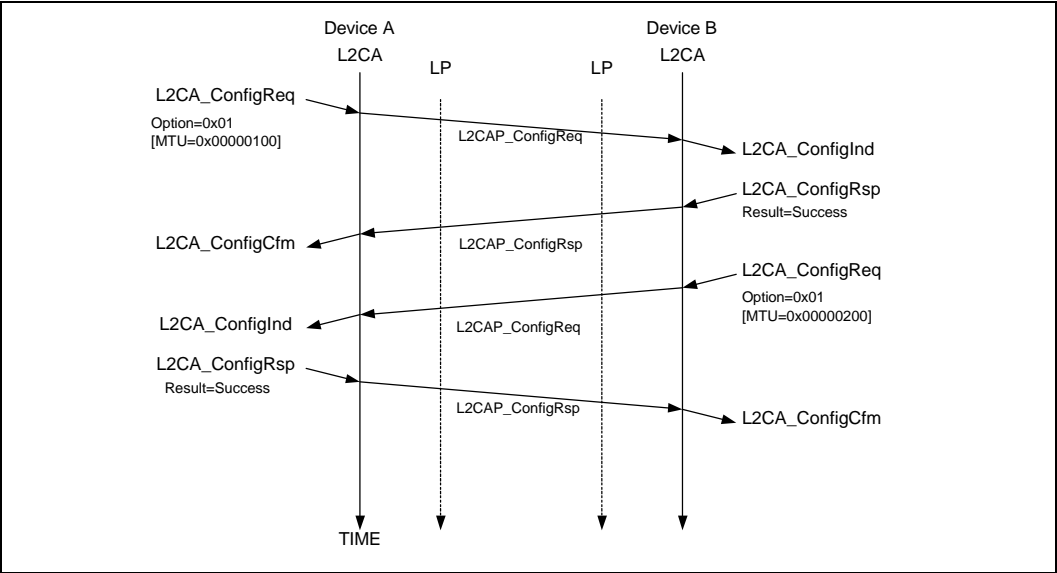 Device A
Device B
L2CA
LP
LP
L2CA
L2CA_ConfigReq
Option=0x01
[MTU=0x00000100]
L2CAP_ConfigReq
L2CA_ConfigInd
L2CA_ConfigRsp
Result=Success
L2CA_ConfigCfm
L2CAP_ConfigRsp
L2CA_ConfigReq
Option=0x01
[MTU=0x00000200]
L2CA_ConfigInd
L2CAP_ConfigReq
L2CA_ConfigRsp
Result=Success
L2CAP_ConfigRsp
L2CA_ConfigCfm
TIME